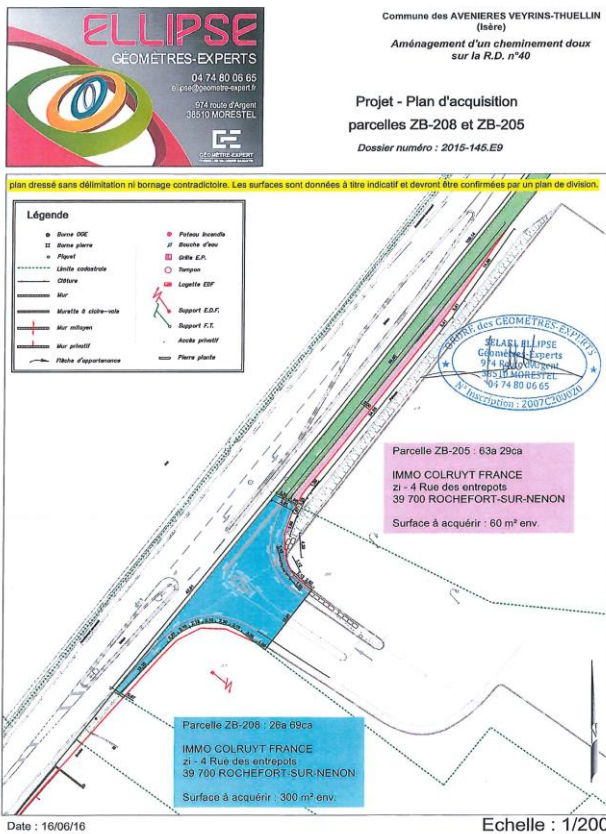 ELLIPSE
GÉOMÈTRES-EXPERTS
04 74 80 06 65
ellipse@geometre-expert.fr
974 route d'Argent
38510 MORESTEL
GÉOMÈTRE-EXPERT
Commune des AVENIERES VEYRINS-THUELLIN
(Isère)
Aménagement d'un cheminement doux
sur la R.D. n°40
Projet - Plan d'acquisition
parcelles ZB-208 et ZB-205
Dossier numéro : 2015-145.E9
plan dressé sans délimitation ni bornage contradictoire. Les surfaces sont données à titre indicatif et devront être confirmées par un plan de division.
Légende
Borne OGE
Borne pierre
Piquet
Limite cadastrale
Clôture
Mur
Murette à claire-voie
Mur mitoyen
Mur privatif
Flèche d'appartenance
Poteau Incendie
Bouche d'eau
Grille E.P.
Tampon
Logette EDF
Support E.D.F.
Support F.T.
Accès privatif
Pierre plante
ORDRE des GÉOMÈTRES-EXPERTS
SELARL ELLIPSE
Géomètres-Experts
974 Route d'Argent
38510 MORESTEL
04 74 80 06 65
N° Inscription : 2007C200020
Parcelle ZB-205 : 63a 29ca
IMMO COLRUYT FRANCE
zi - 4 Rue des entrepots
39 700 ROCHEFORT-SUR-NENON
Surface à acquérir : 60 m² env.
Parcelle ZB-208 : 26a 69ca
IMMO COLRUYT FRANCE
zi - 4 Rue des entrepots
39 700 ROCHEFORT-SUR-NENON
Surface à acquérir : 300 m² env.
Date : 16/06/16
Echelle : 1/200